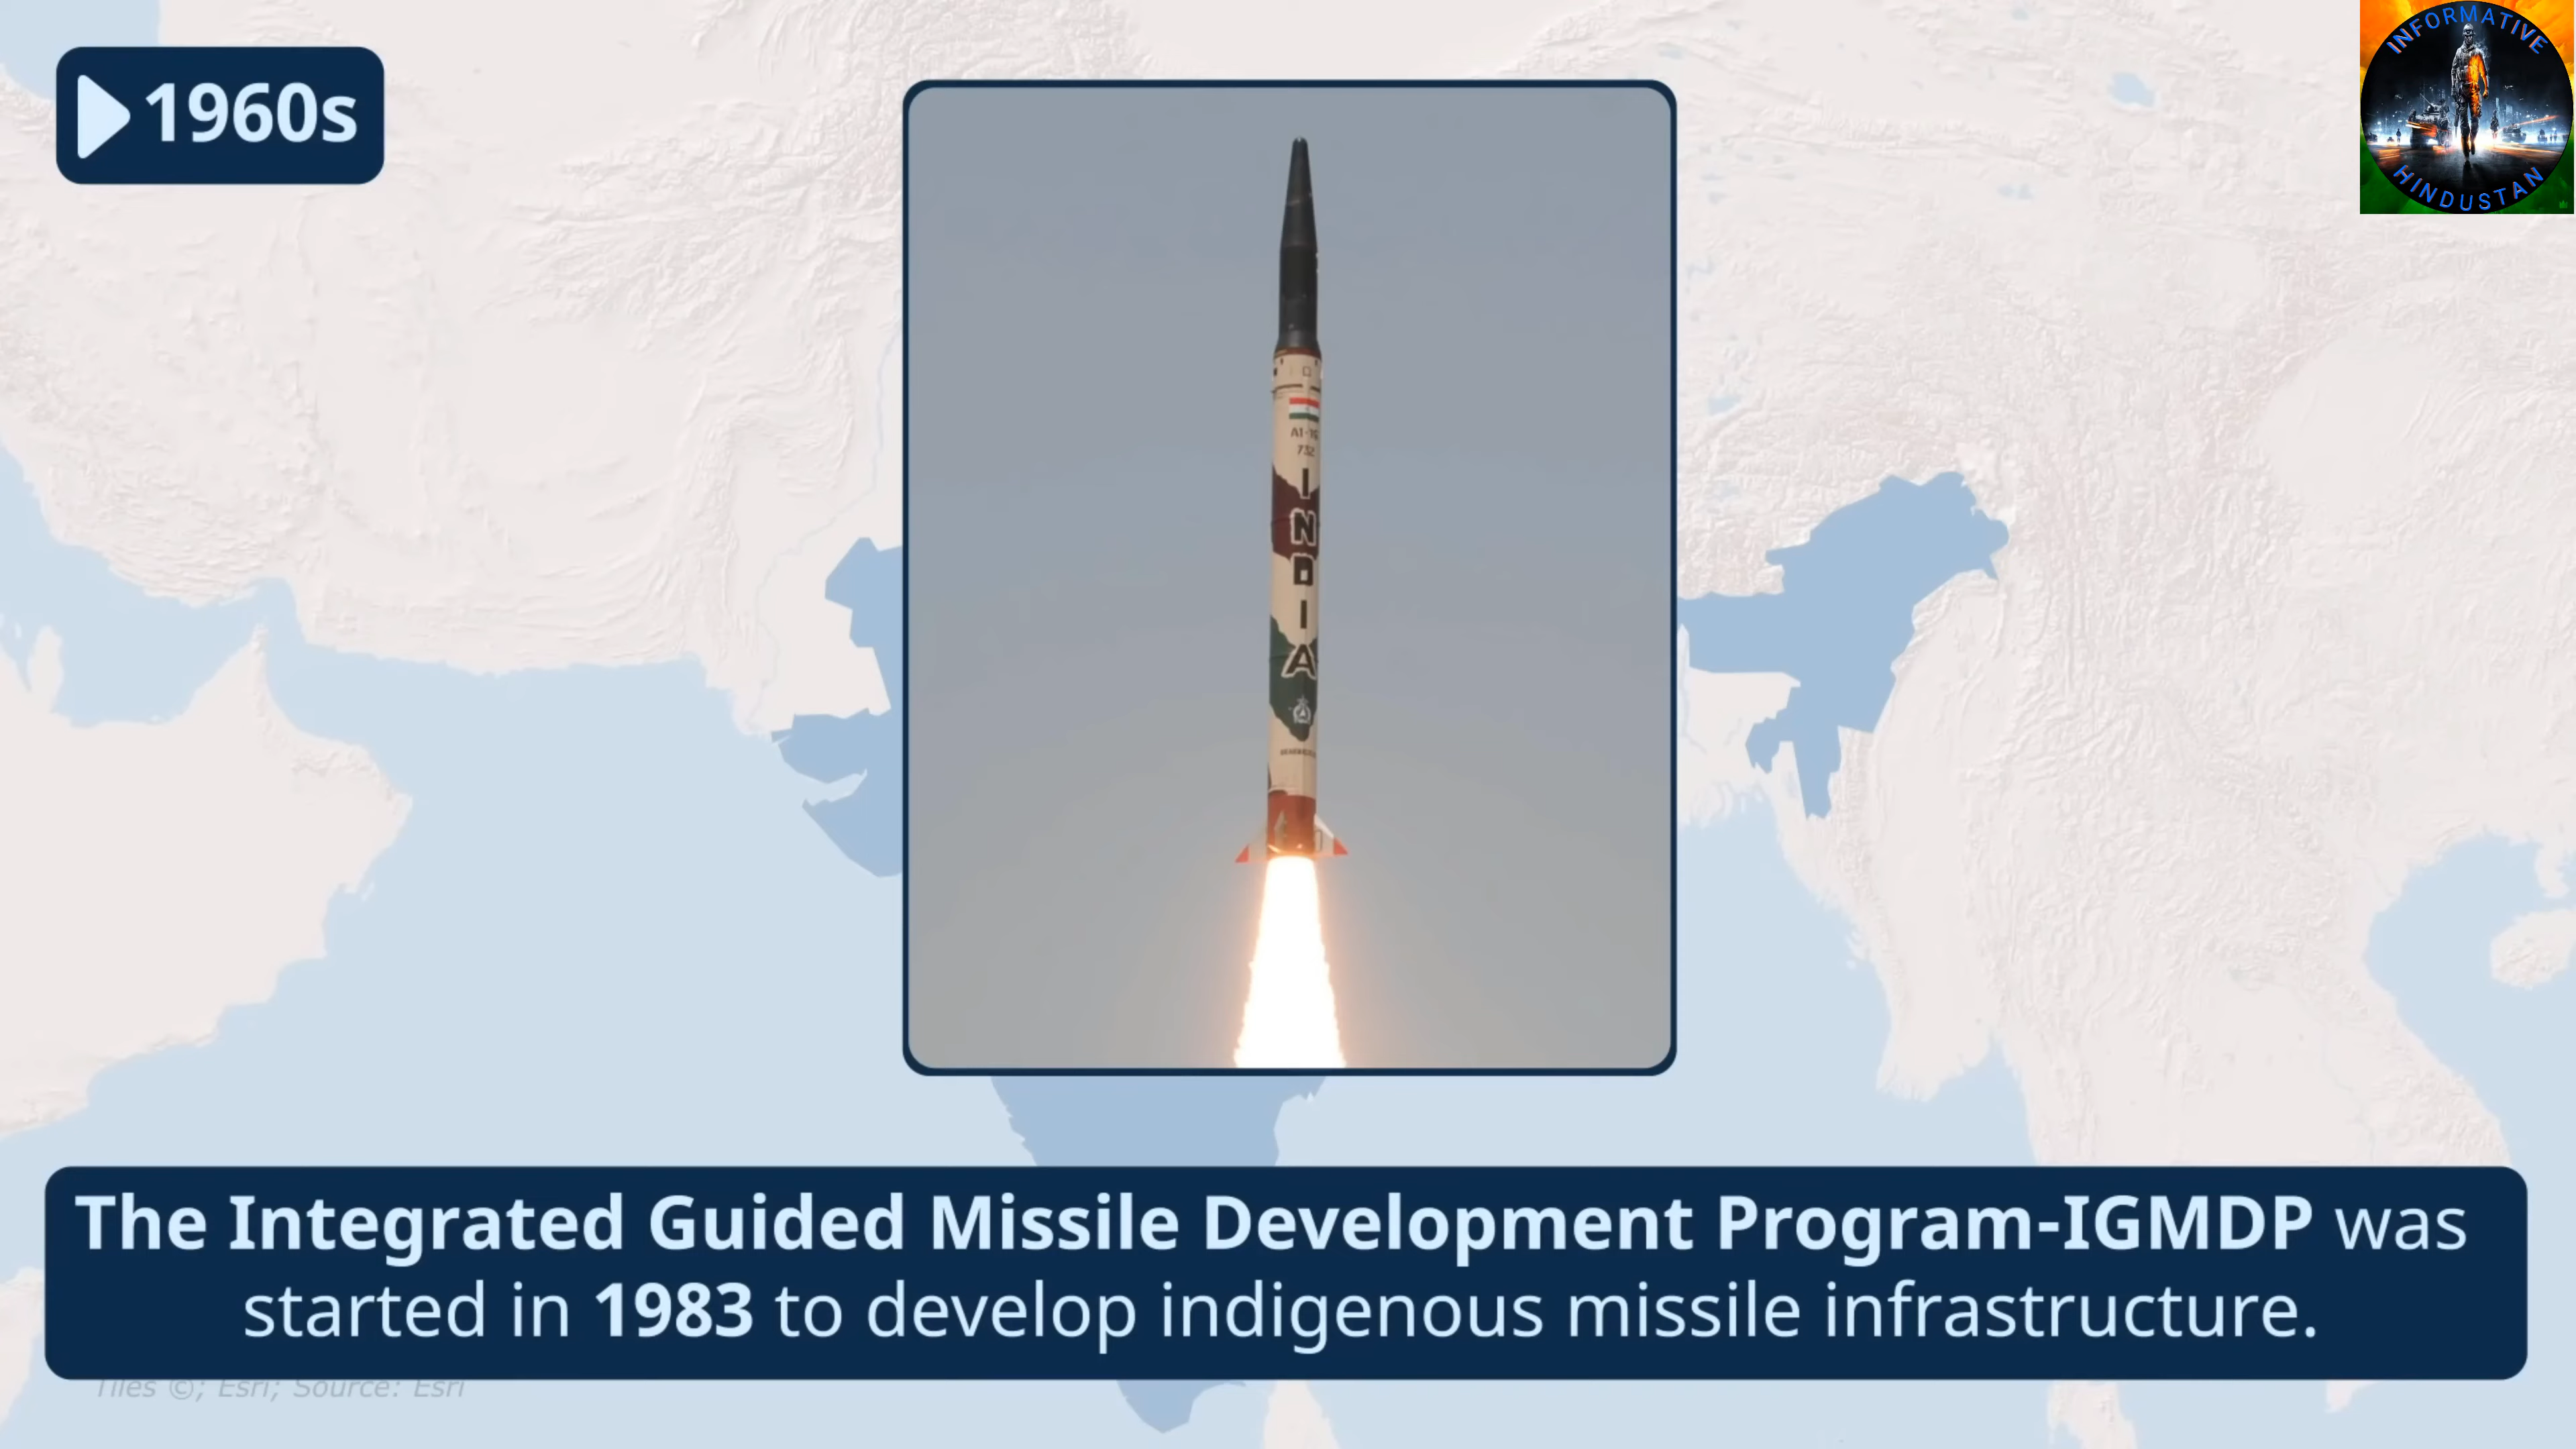 1960s
INFORMATIVE
HINDUSTAN
INDIA
The Integrated Guided Missile Development Program-IGMDP was
started in 1983 to develop indigenous missile infrastructure.
Tiles ©; Esri; Source: Esri